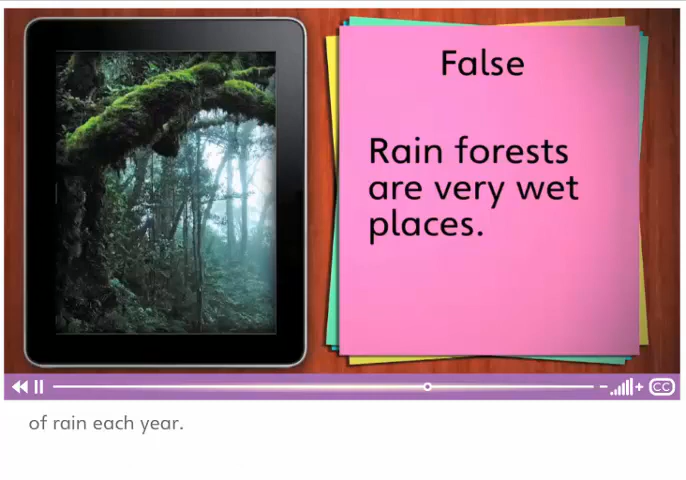 False
Rain forests
are very wet
places.
CC
of rain each year.